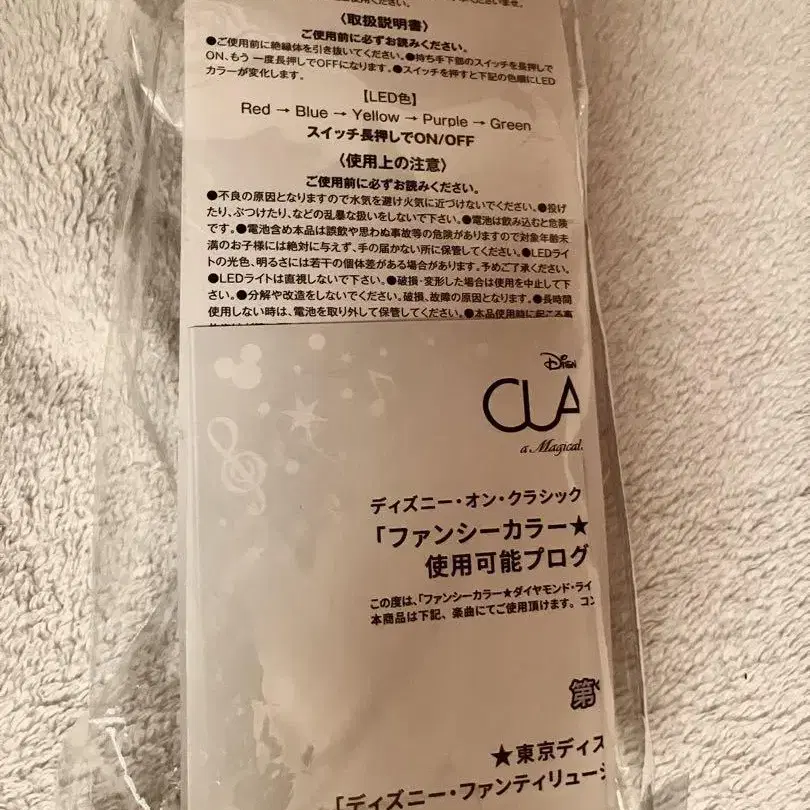 〈取扱説明書〉
ご使用前に必ずお読みください。
●ご使用前に絶縁体を引き抜いてください。●持ち手下部のスイッチを長押しで
ON、もう一度長押しでOFFになります。●スイッチを押すと下記の色順にLED
カラーが変化します。
【LED色】
Red → Blue → Yellow → Purple → Green
スイッチ長押しでON/OFF
〈使用上の注意〉
ご使用前に必ずお読みください。
●不良の原因となりますので水気を避け火気に近づけないでください。●投げ
たり、ぶつけたり、などの乱暴な扱いをしないで下さい。●電池は飲み込むと危険
です。●電池含め本品は誤飲や思わぬ事故等の危険がありますので対象年齢未
満のお子様には絶対に与えず、手の届かない所に保管してください。●LEDライ
トの光色、明るさには若干の個体差がある場合があります。予めご了承ください。
●LEDライトは直視しないで下さい。●破損・変形した場合は使用を中止して下
さい。●分解や改造をしないでください。破損、故障の原因となります。●長時間
使用しない時は、電池を取り外して保管してください。●本品使用時に起こる事
Disn
CLA
a Magical
ディズニー・オン・クラシック
「ファンシーカラー★
使用可能プログ
この度は、「ファンシーカラー★ダイヤモンド・ライ
本商品は下記、楽曲にてご使用頂けます。コン
第
★東京ディズ
「ディズニー・ファンティリュージ